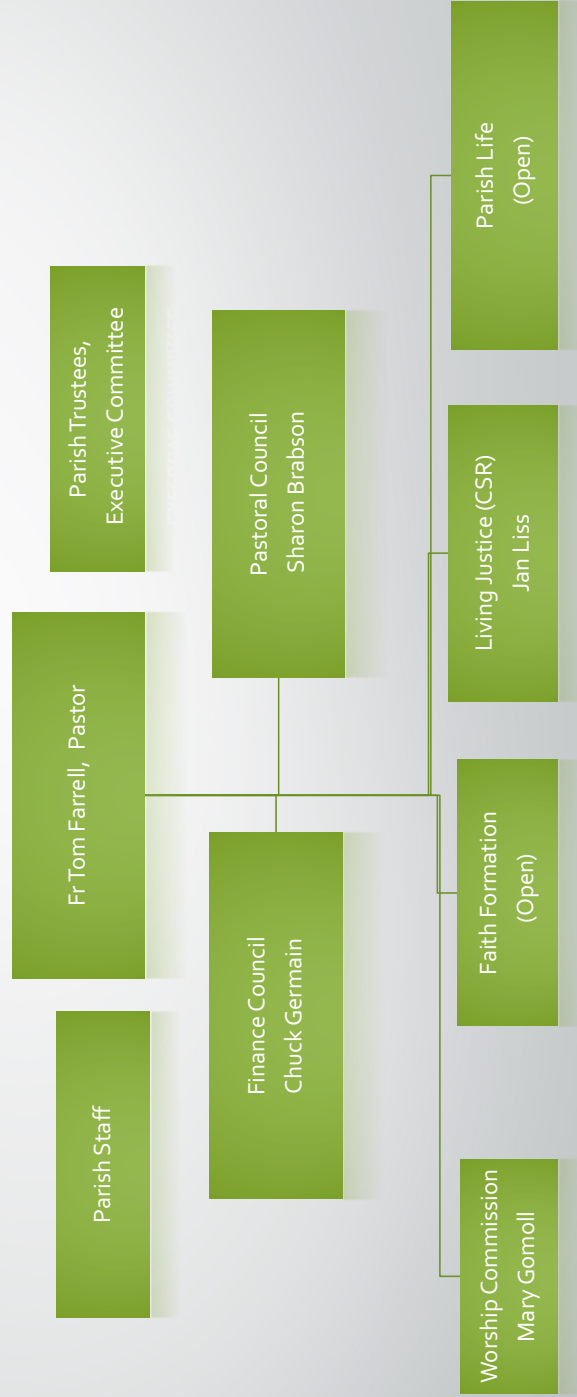 Fr Tom Farrell, Pastor
Parish Staff
Parish Trustees,
Executive Committee
Finance Council
Chuck Germain
Pastoral Council
Sharon Brabson
Worship Commission
Mary Gomoll
Faith Formation
(Open)
Living Justice (CSR)
Jan Liss
Parish Life
(Open)